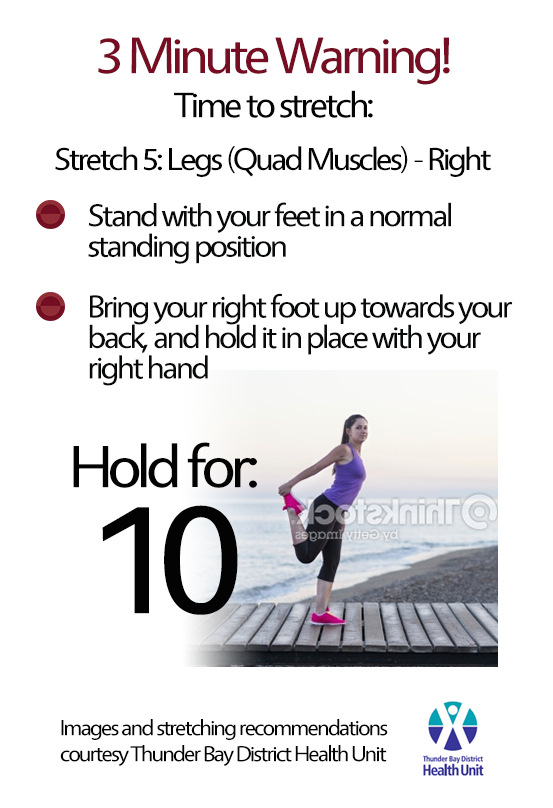 3 Minute Warning!
Time to stretch:
Stretch 5: Legs (Quad Muscles) - Right
Stand with your feet in a normal
standing position
Bring your right foot up towards your
back, and hold it in place with your
right hand
Hold for:
10
@Thinkstock
by Getty Images
Images and stretching recommendations
courtesy Thunder Bay District Health Unit
Thunder Bay District
Health Unit